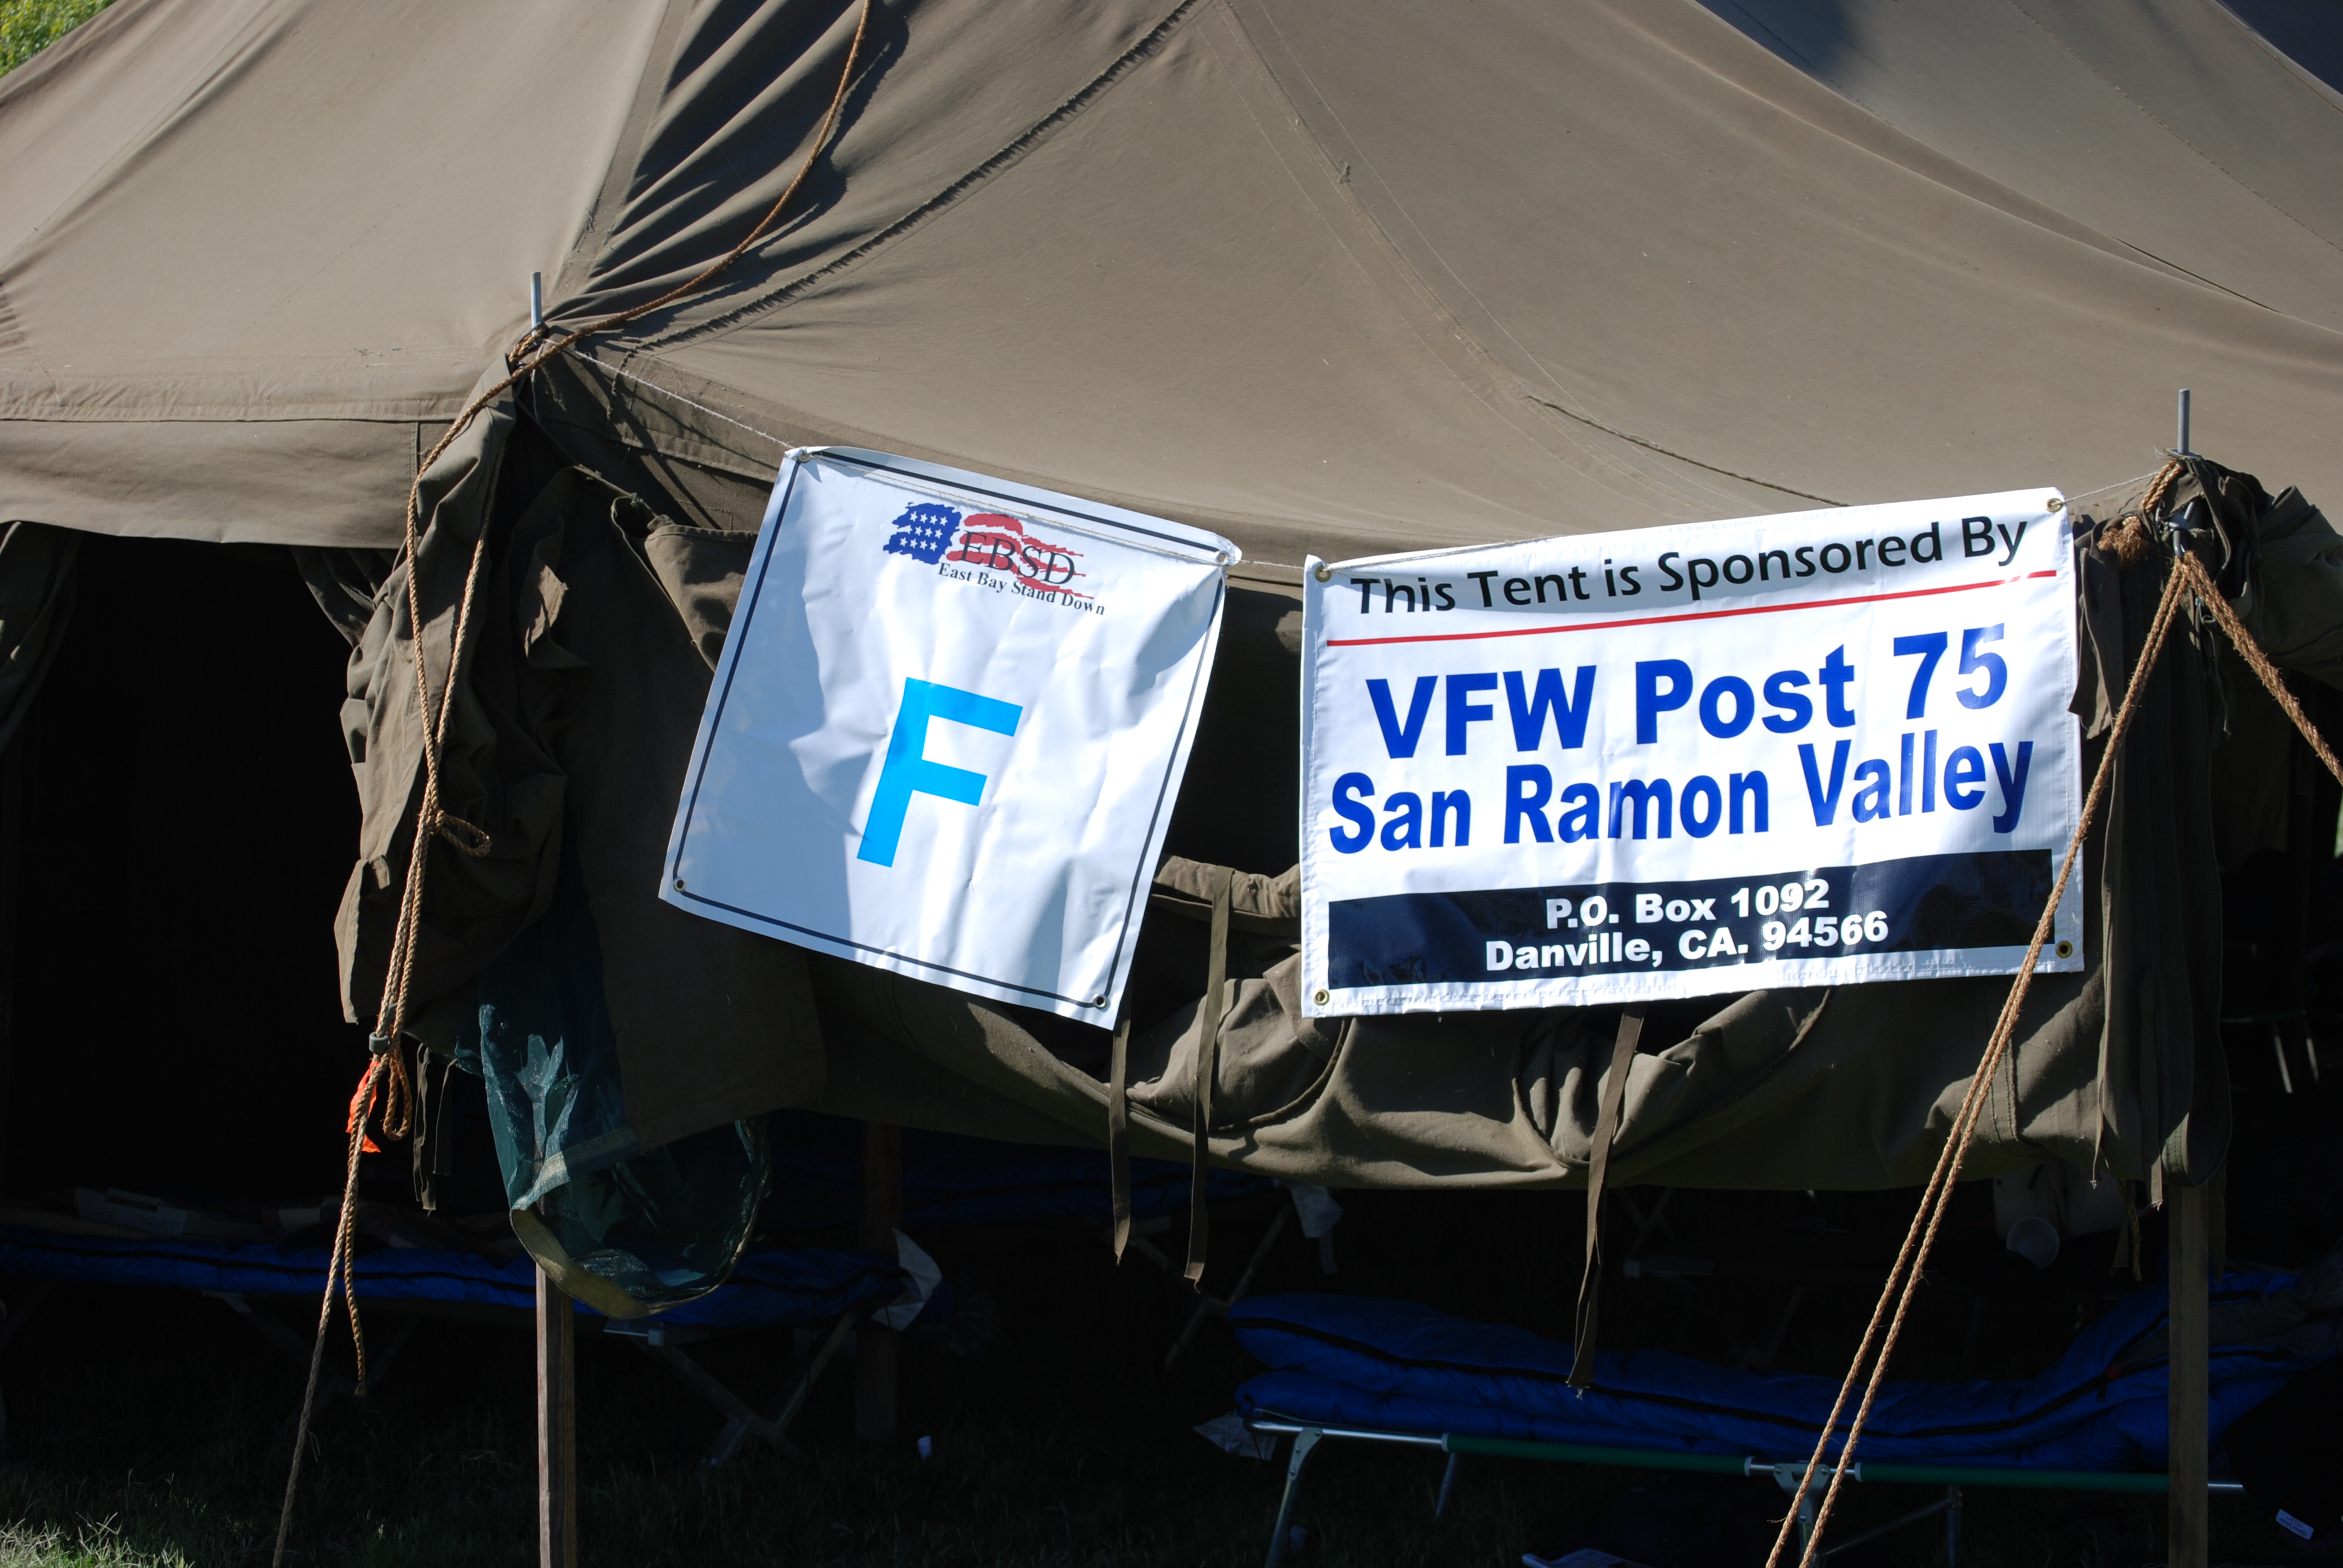 EBSD
East Bay Stand Down
F
This Tent is Sponsored By
VFW Post 75
San Ramon Valley
P.O. Box 1092
Danville, CA. 94566